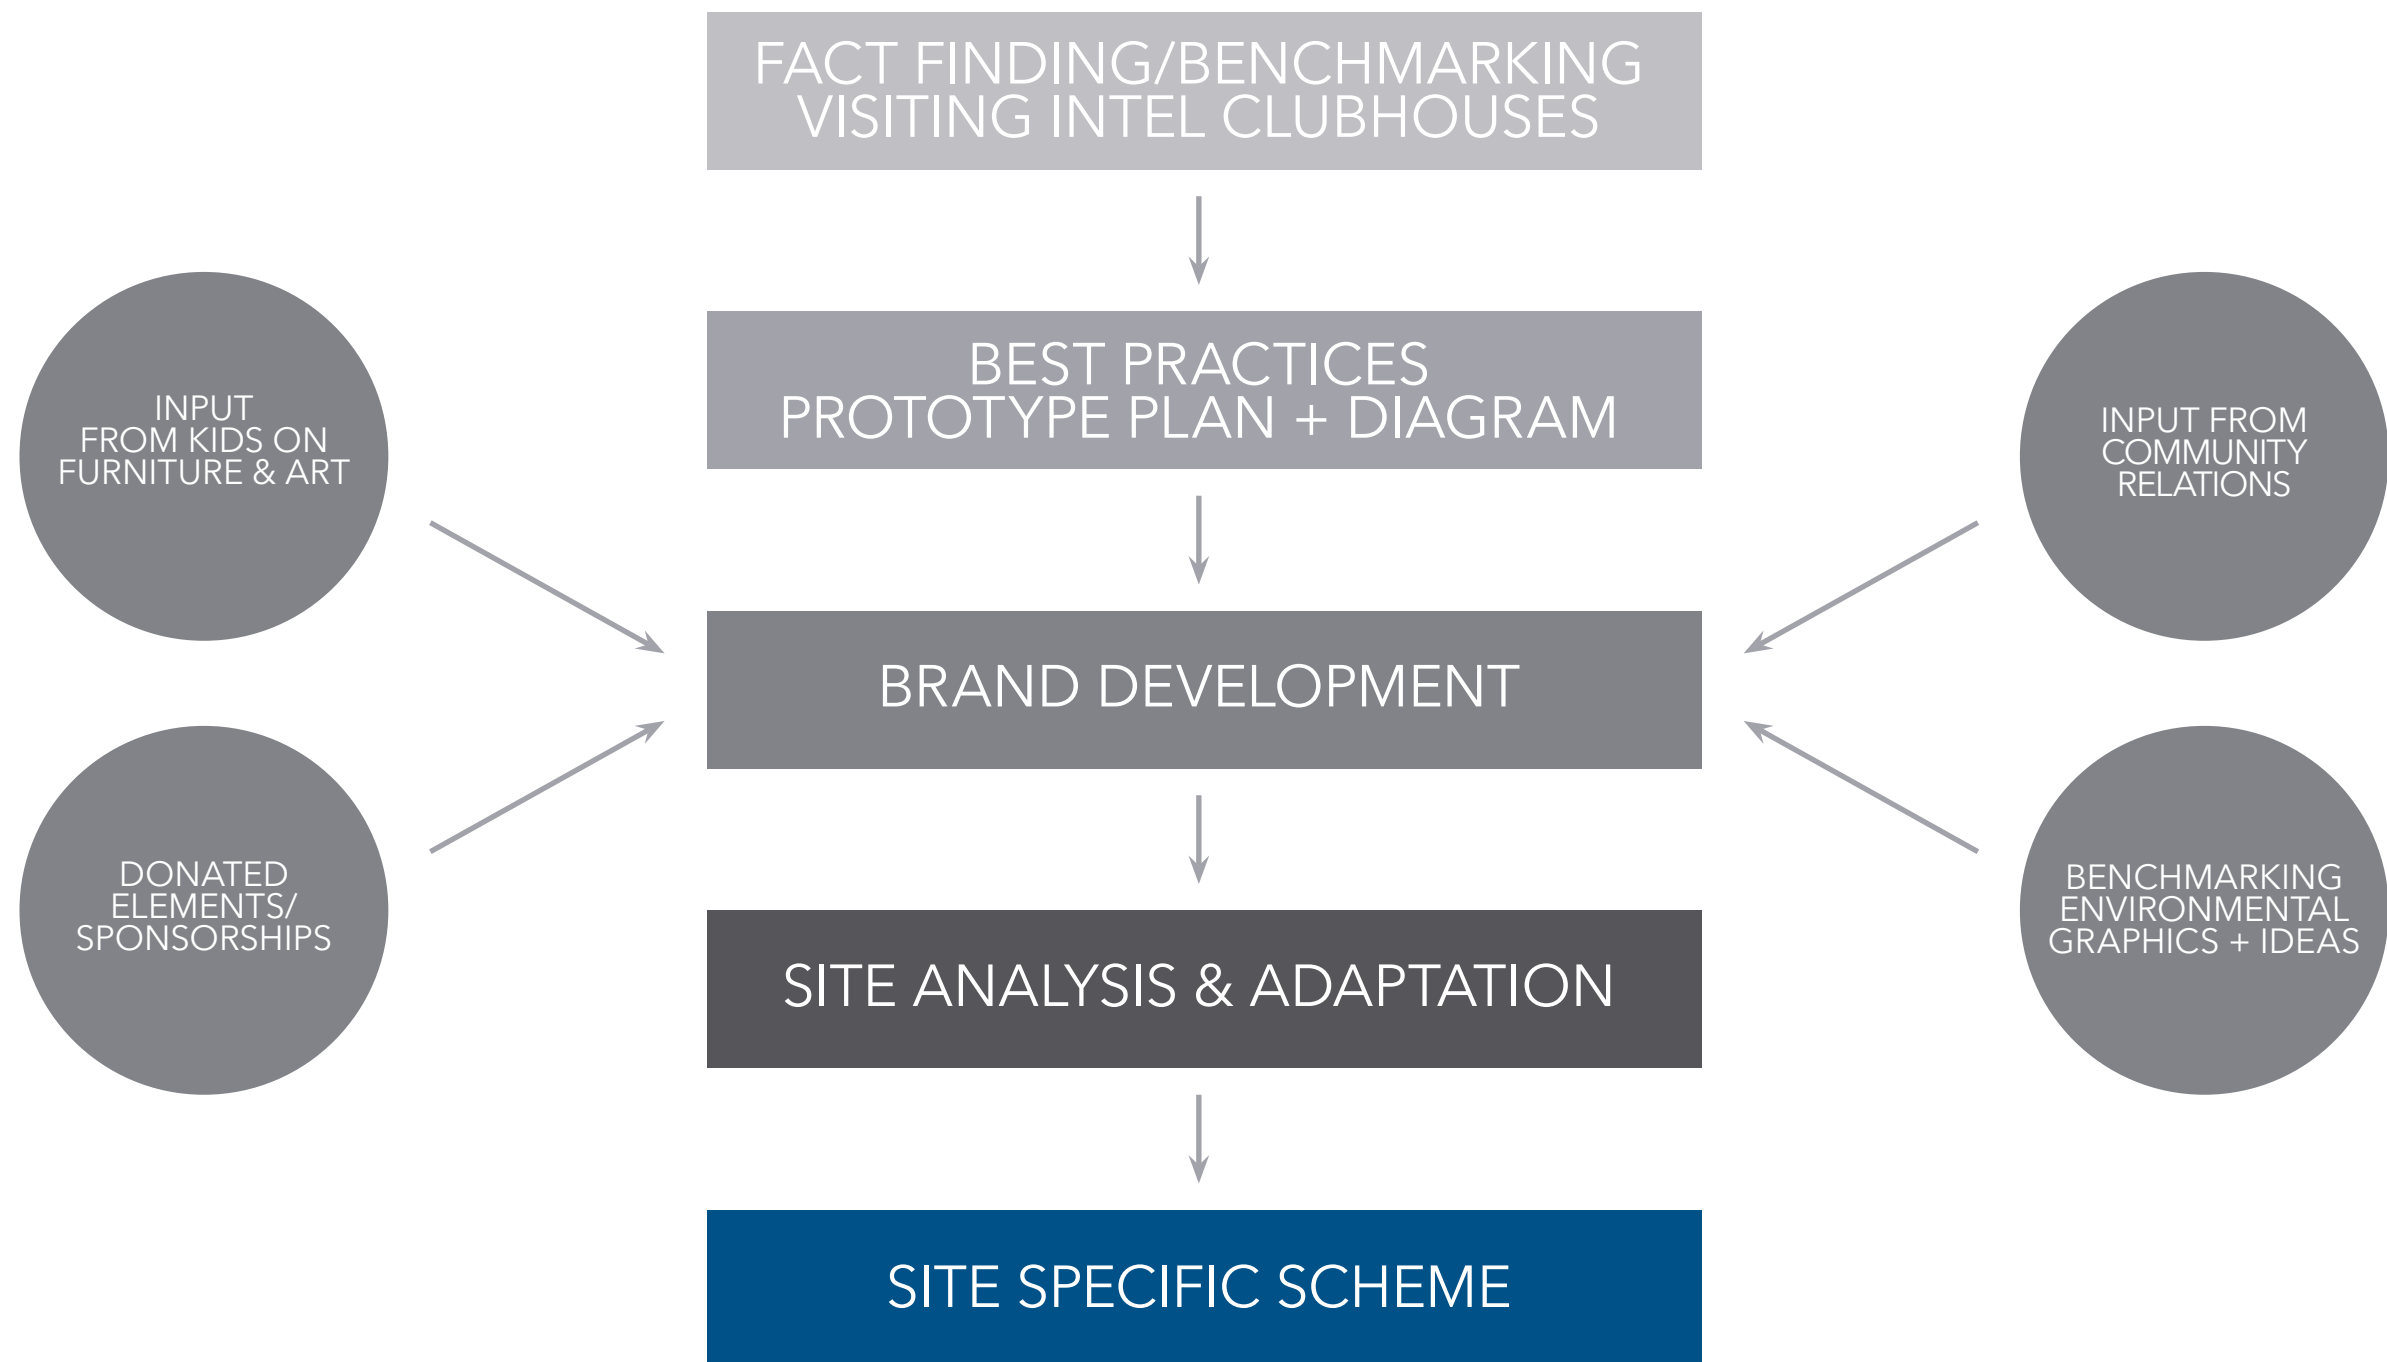 FACT FINDING/BENCHMARKING
VISITING INTEL CLUBHOUSES
BEST PRACTICES
PROTOTYPE PLAN + DIAGRAM
INPUT
FROM KIDS ON
FURNITURE & ART
INPUT FROM
COMMUNITY
RELATIONS
BRAND DEVELOPMENT
DONATED
ELEMENTS/
SPONSORSHIPS
BENCHMARKING
ENVIRONMENTAL
GRAPHICS + IDEAS
SITE ANALYSIS & ADAPTATION
SITE SPECIFIC SCHEME